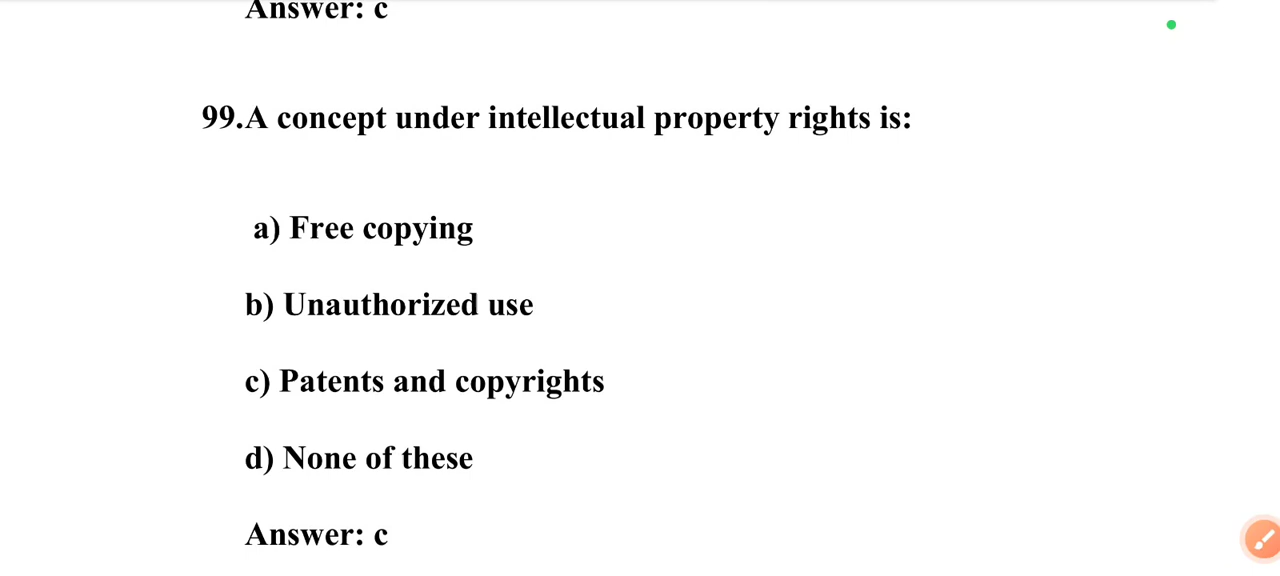 Answer: c
99.A concept under intellectual property rights is:
a) Free copying
b) Unauthorized use
c) Patents and copyrights
d) None of these
Answer: c